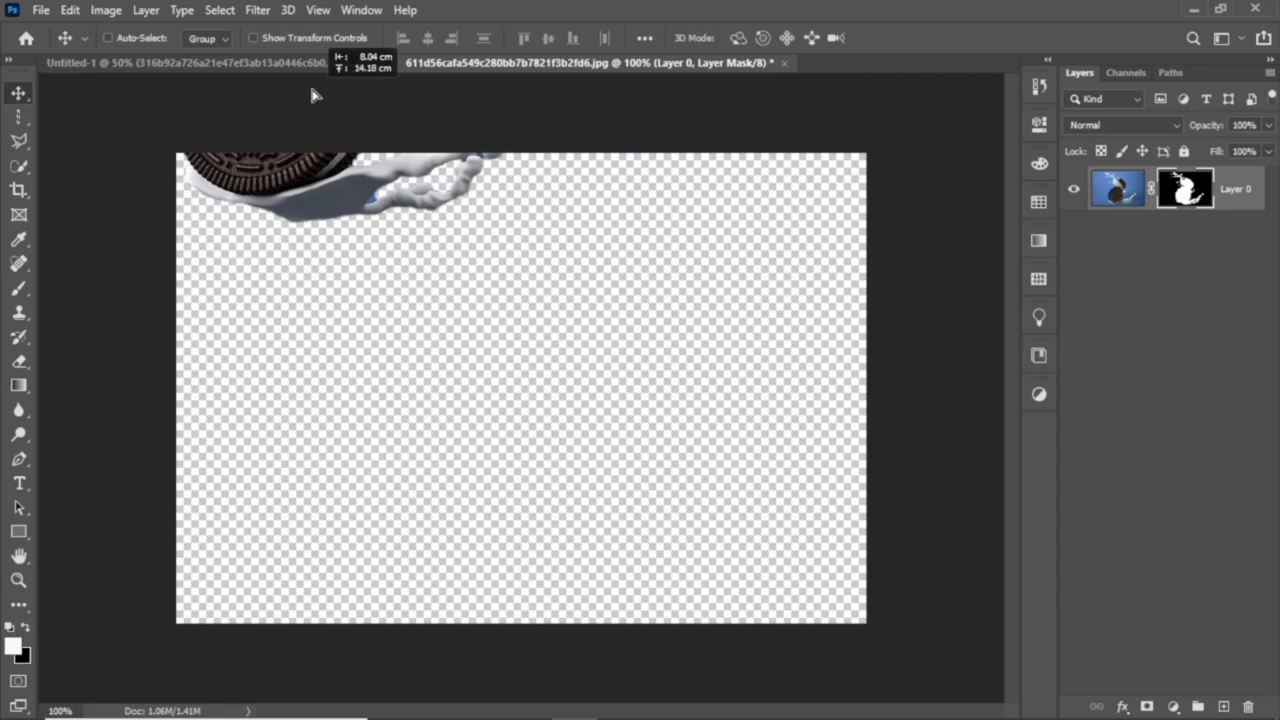 Ps File Edit Image Layer Type Select Filter 3D View Window Help
Auto-Select: Group Show Transform Controls 3D Mode:
8.04 cm
14.18 cm
Untitled-1 @ 50% (316b92a726a21e47ef3ab13a0446c6b0, 611d56cafa549c280bb7b7821f3b2fd6.jpg @ 100% (Layer 0, Layer Mask/8) *
Layers Channels Paths
Kind
Normal Opacity: 100%
Lock: Fill: 100%
Layer 0
100% Doc: 1.06M/1.41M